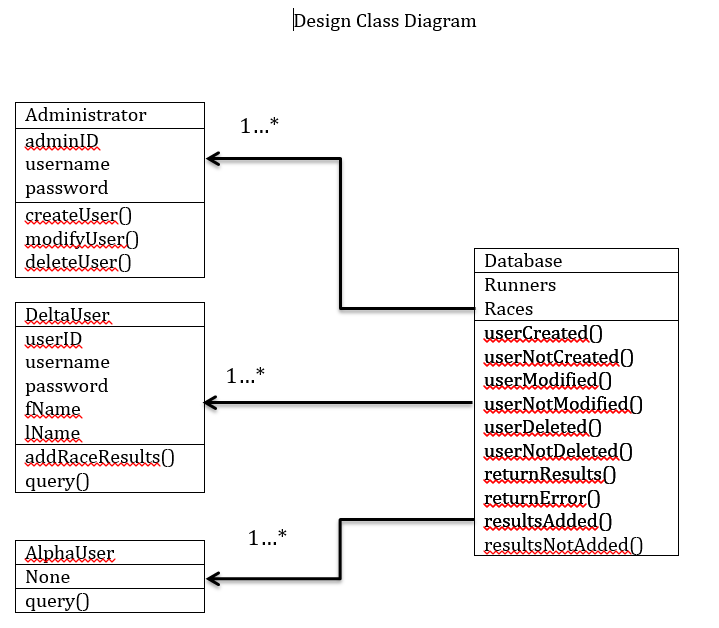 Design Class Diagram
Administrator
adminID
username
password
createUser()
modifyUser()
deleteUser()
1...*
DeltaUser
userID
username
password
fName
lName
addRaceResults()
query()
1...*
AlphaUser
None
query()
1...*
Database
Runners
Races
userCreated()
userNotCreated()
userModified()
userNotModified()
userDeleted()
userNotDeleted()
returnResults()
returnError()
resultsAdded()
resultsNotAdded()